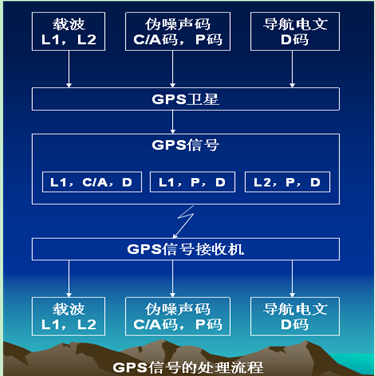 载波
L1，L2
伪噪声码
C/A码，P码
导航电文
D码
GPS卫星
GPS信号
L1，C/A，D
L1，P，D
L2，P，D
GPS信号接收机
载波
L1，L2
伪噪声码
C/A码，P码
导航电文
D码
GPS信号的处理流程